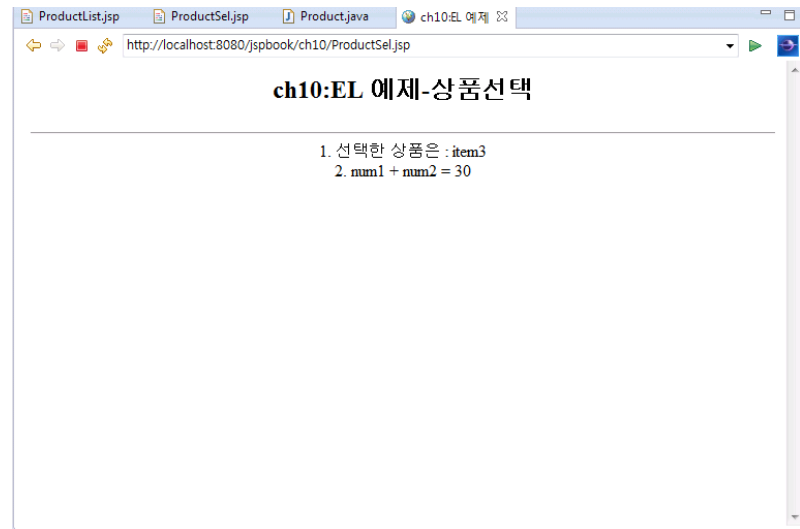 ProductList.jsp ProductSel.jsp Product.java ch10:EL 예제
http://localhost:8080/jspbook/ch10/ProductSel.jsp
ch10:EL 예제-상품선택
1. 선택한 상품은 : item3
2. num1 + num2 = 30